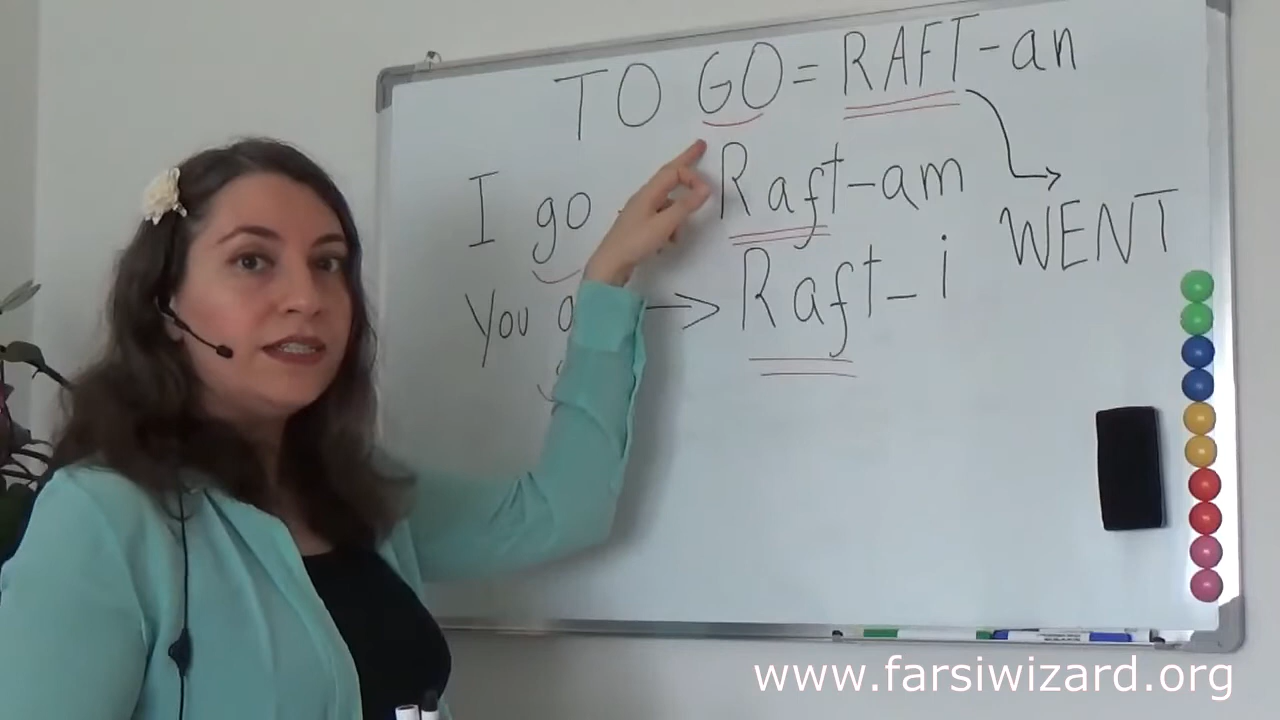 TO GO = RAFT-an
I go Raft-am
WENT
You → Raft-i
www.farsiwizard.org